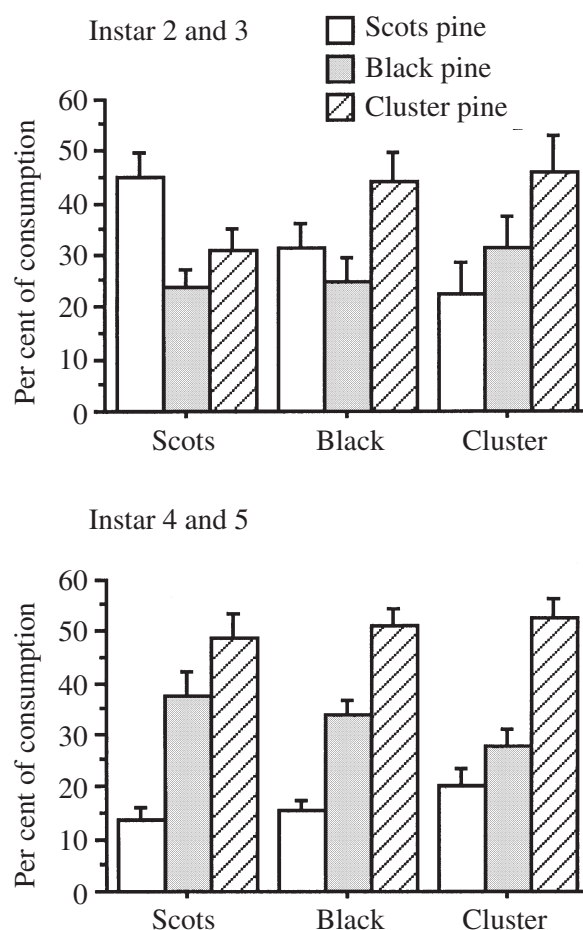 Instar 2 and 3
Scots pine
Black pine
Cluster pine
Per cent of consumption
60
50
40
30
20
10
0
Scots Black Cluster
Instar 4 and 5
Per cent of consumption
60
50
40
30
20
10
0
Scots Black Cluster